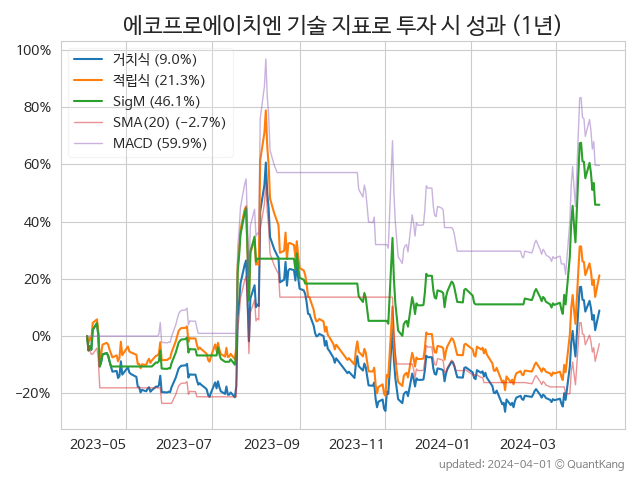 에코프로에이치엔 기술 지표로 투자 시 성과 (1년)
거치식 (9.0%)
적립식 (21.3%)
SigM (46.1%)
SMA(20) (−2.7%)
MACD (59.9%)
100%
80%
60%
40%
20%
0%
−20%
2023-05 2023-07 2023-09 2023-11 2024-01 2024-03
updated: 2024-04-01 © QuantKang